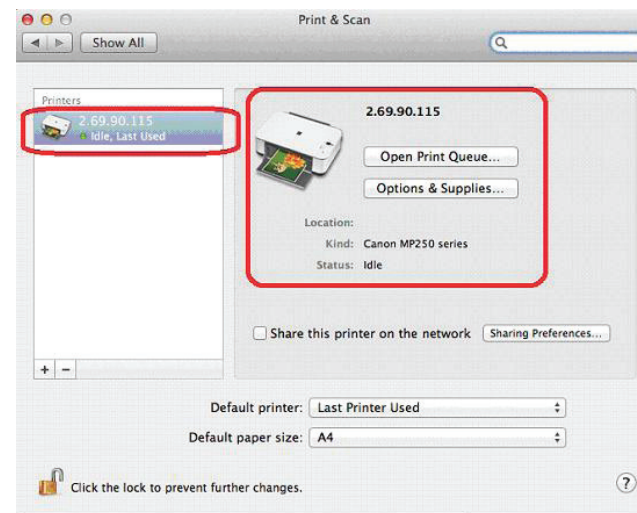 Print & Scan
Show All
Printers
2.69.90.115
Idle, Last Used
2.69.90.115
Open Print Queue...
Options & Supplies...
Location:
Kind: Canon MP250 series
Status: Idle
Share this printer on the network Sharing Preferences...
+ −
Default printer: Last Printer Used
Default paper size: A4
Click the lock to prevent further changes.
?